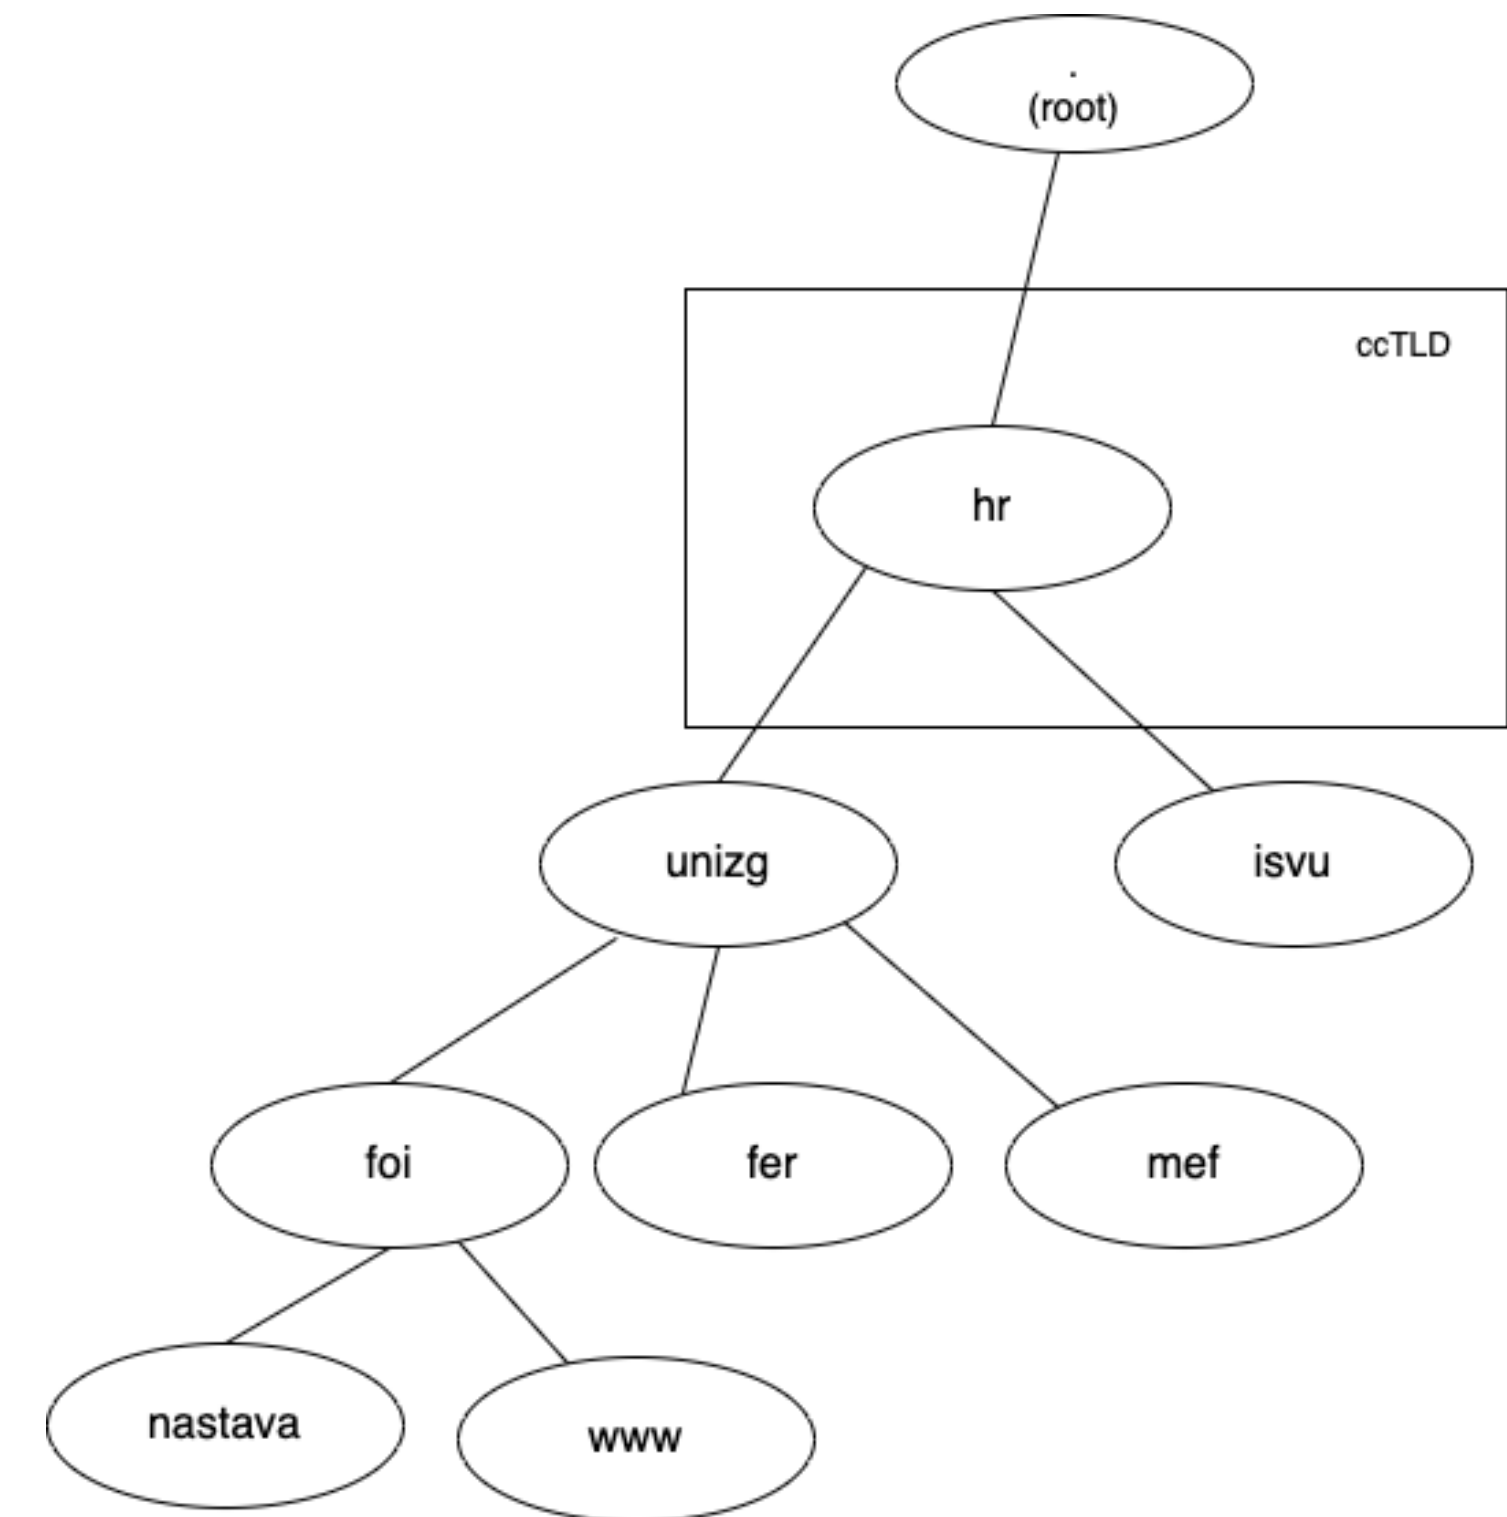 .
(root)
ccTLD
hr
unizg
isvu
foi
fer
mef
nastava
www